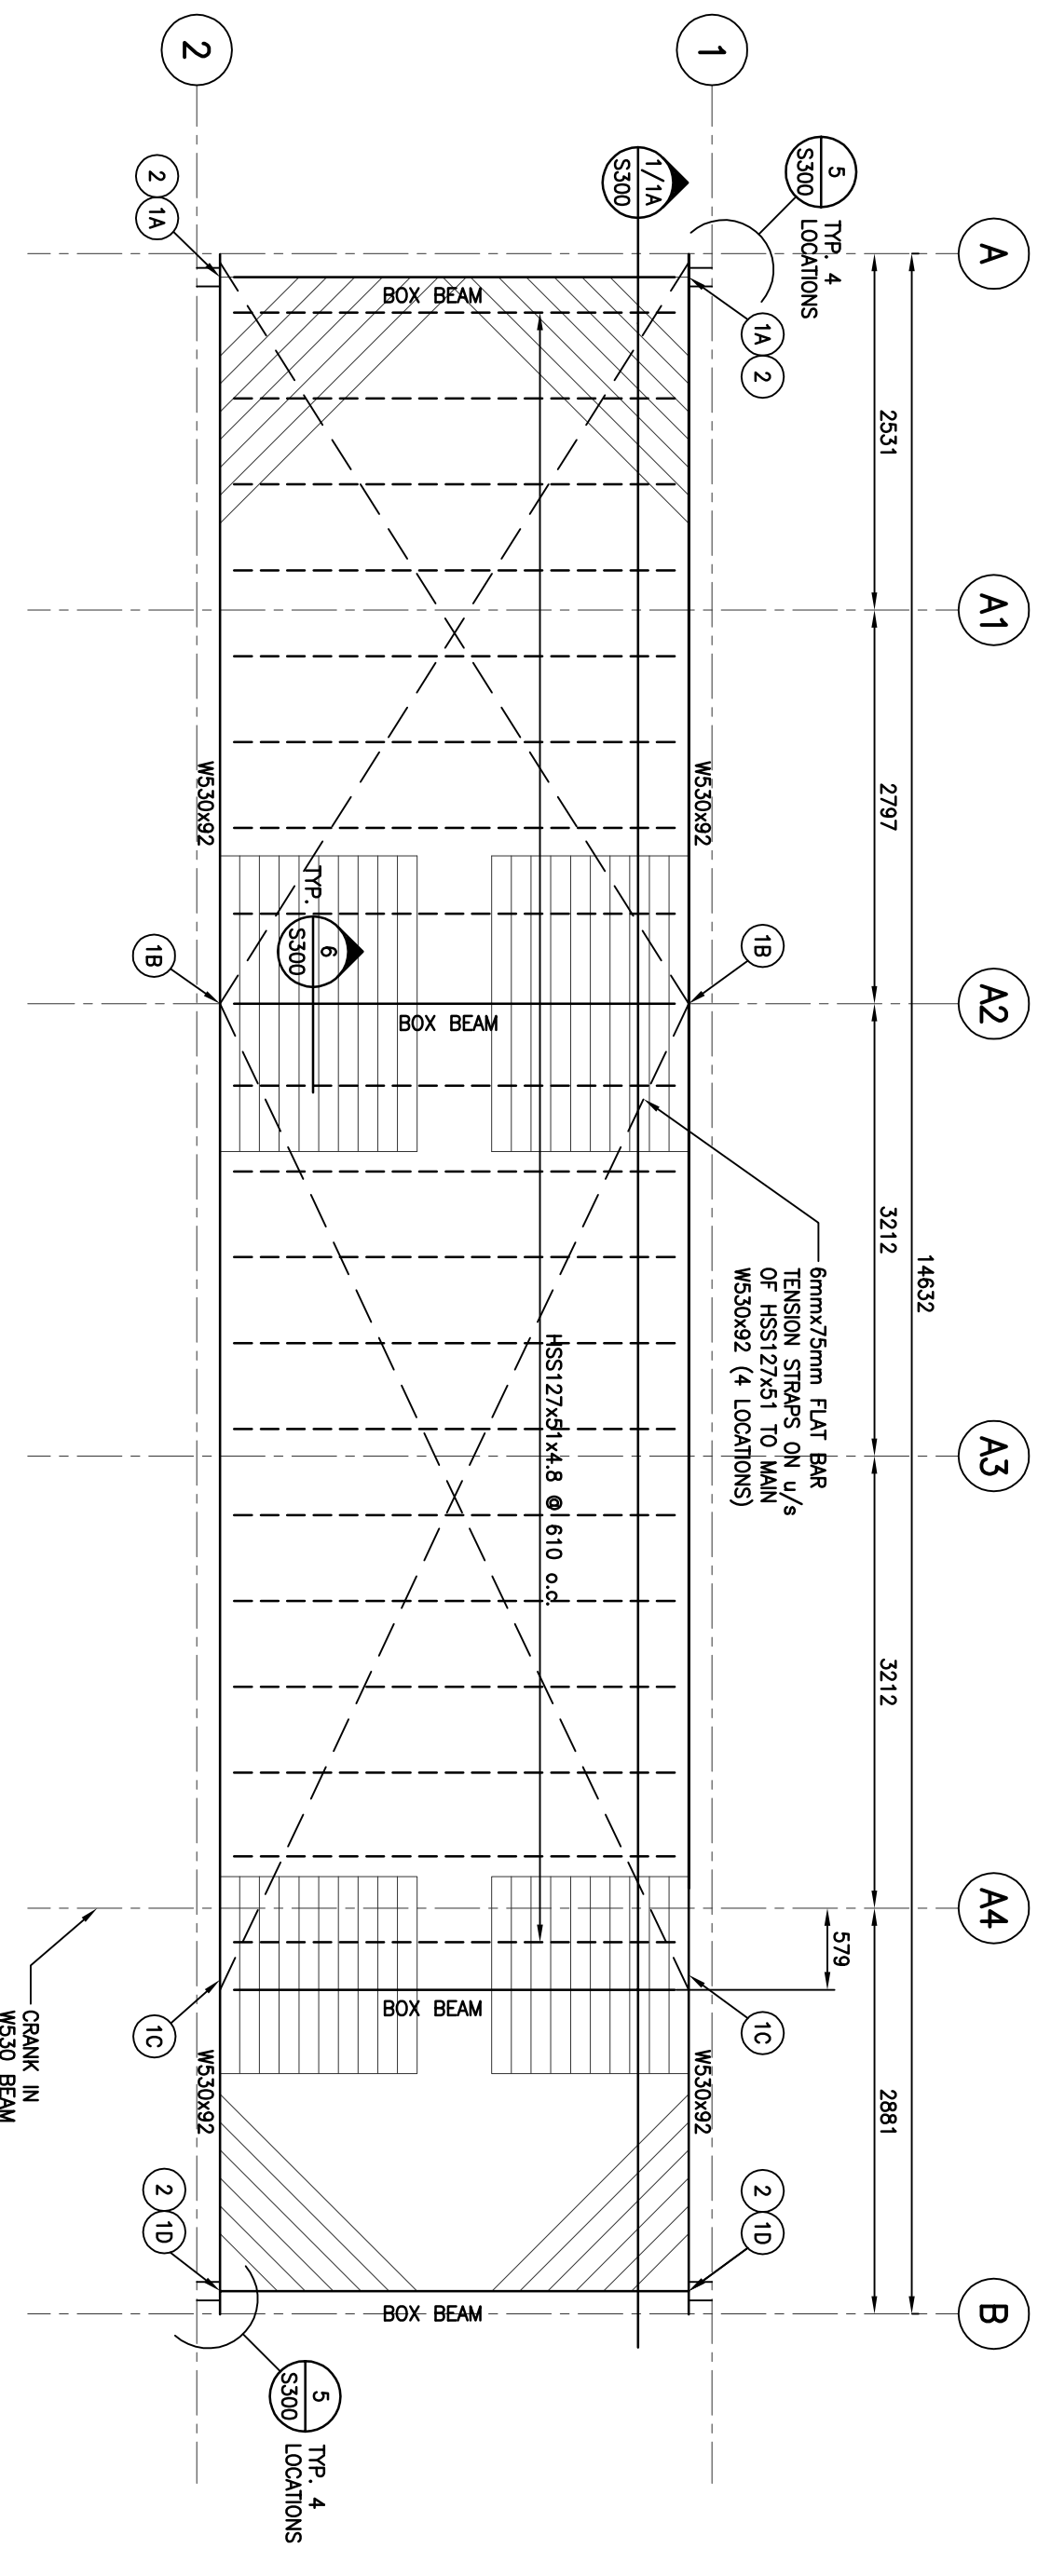 A
A1
A2
A3
A4
B
14632
2531
2797
3212
3212
2881
579
5
S300
TYP. 4
LOCATIONS
1A
2
1B
6mmx75mm FLAT BAR
TENSION STRAPS ON u/s
OF HSS127x51 TO MAIN
W530x92 (4 LOCATIONS)
1C
2
1D
1
W530x92
W530x92
1/1A
S300
HSS127x51x4.8 @ 610 o.c.
BOX BEAM
BOX BEAM
BOX BEAM
BOX BEAM
TYP.
6
S300
2
W530x92
W530x92
2
1A
1B
1C
2
1D
5
S300
TYP. 4
LOCATIONS
CRANK IN
W530 BEAM